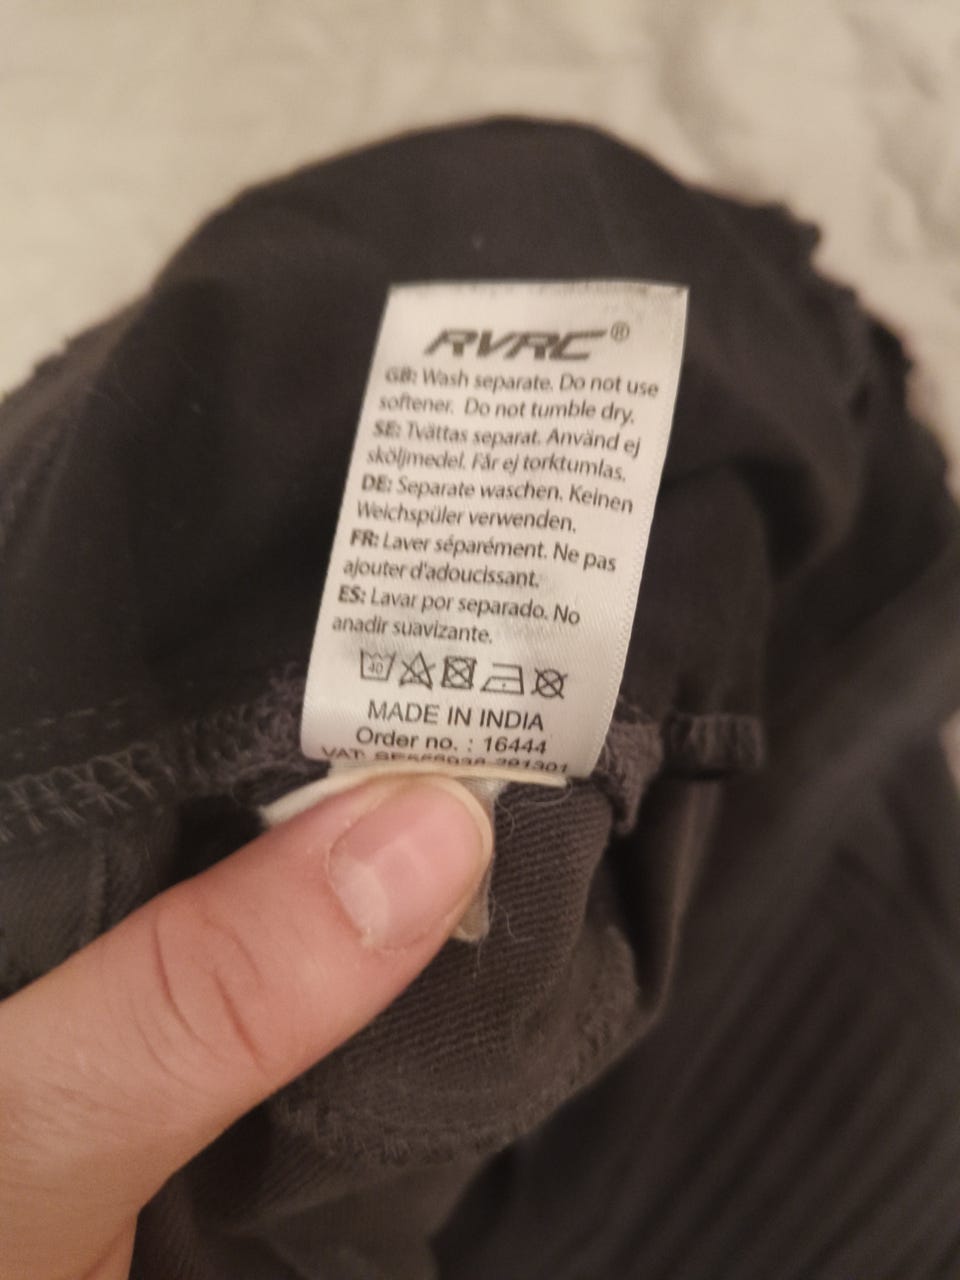 RVRC®
GB: Wash separate. Do not use
softener. Do not tumble dry.
SE: Tvättas separat. Använd ej
sköljmedel. Får ej torktumlas.
DE: Separate waschen. Keinen
Weichspüler verwenden.
FR: Laver séparément. Ne pas
ajouter d'adoucissant.
ES: Lavar por separado. No
anadir suavizante.
40
MADE IN INDIA
Order no. : 16444
VAT: